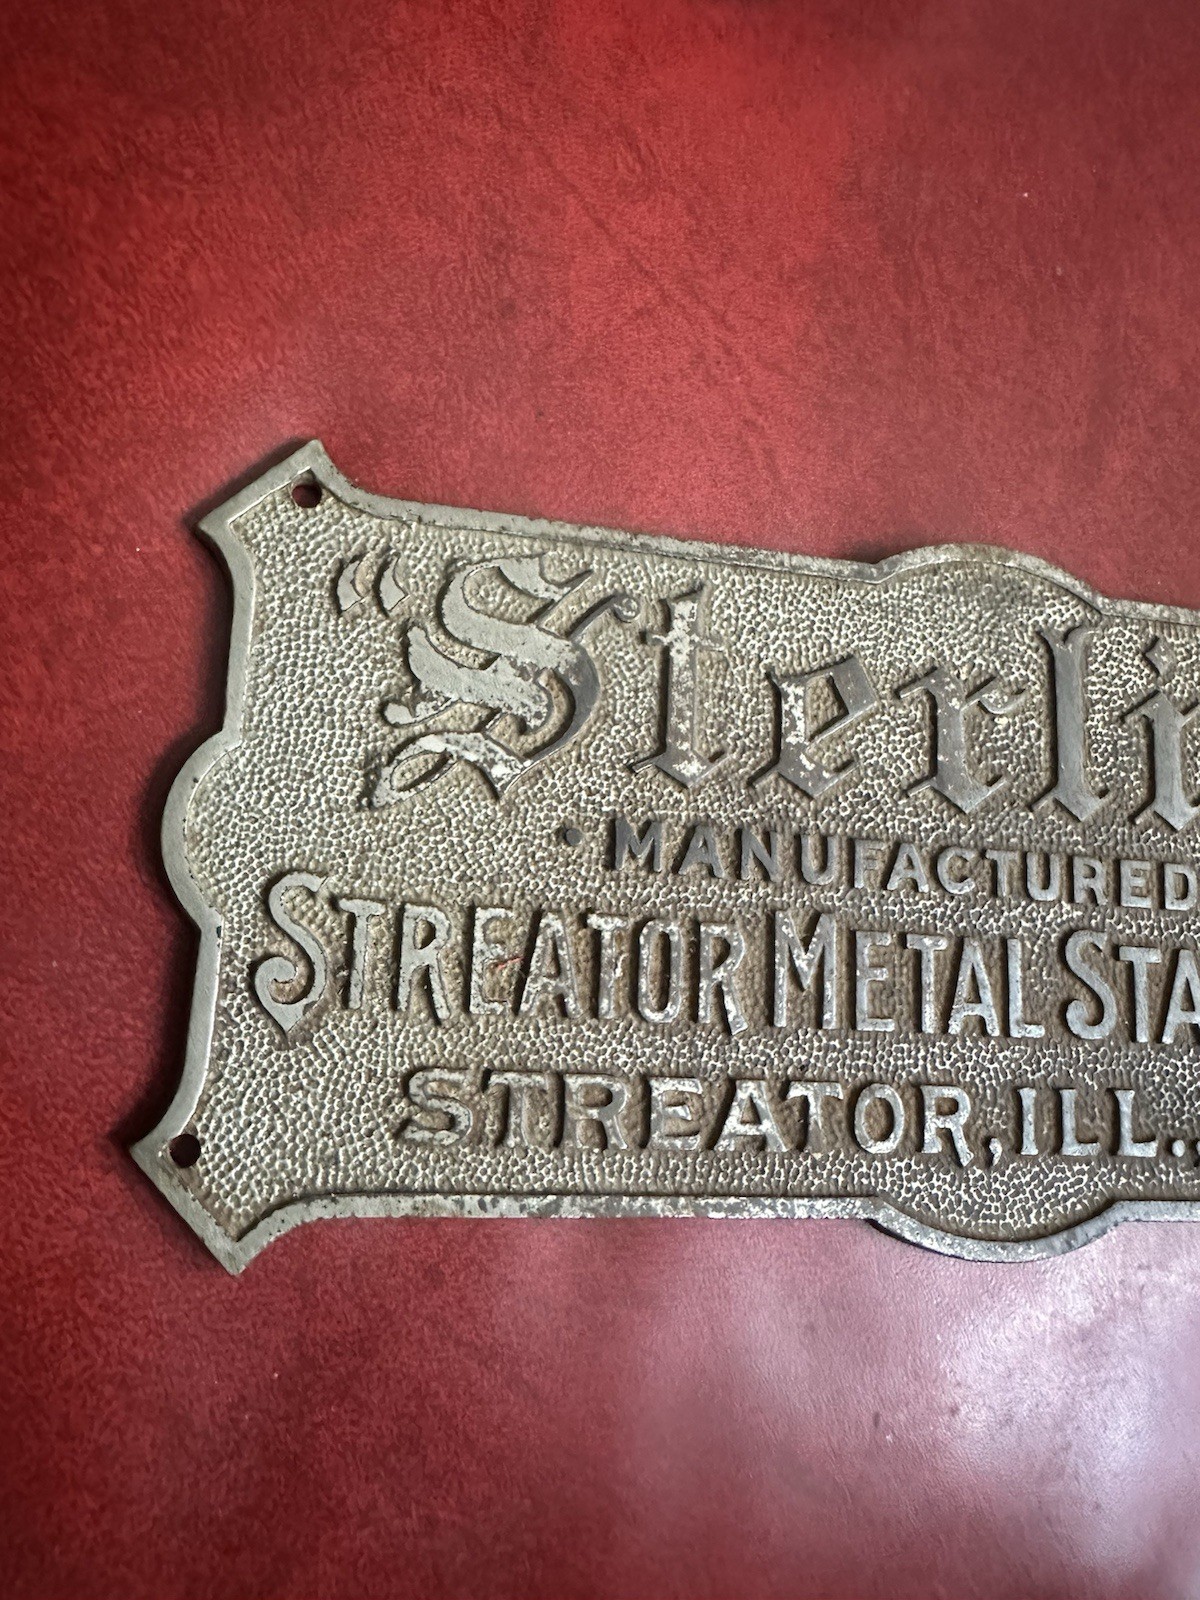 "Sterli
• MANUFACTURED
STREATOR METAL STA
STREATOR, ILL.